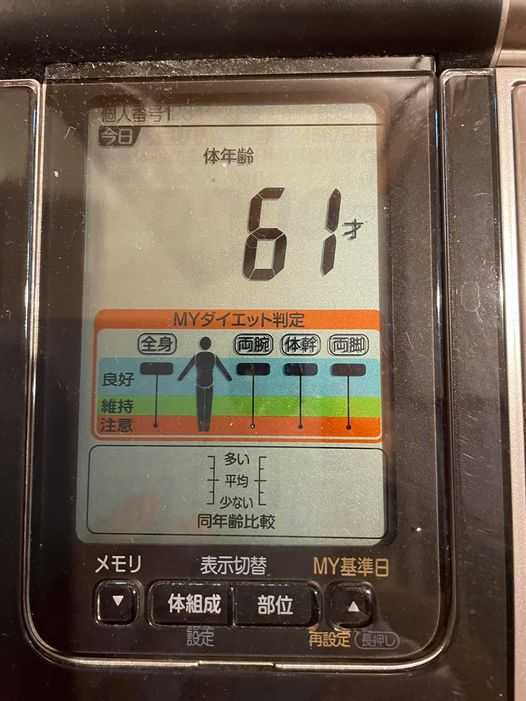 個人番号1
今日
体年齢
61才
MYダイエット判定
全身 両腕 体幹 両脚
良好
維持
注意
多い
平均
少ない
同年齢比較
メモリ 表示切替 MY基準日
▼ 体組成 部位 ▲
設定 再設定 長押し